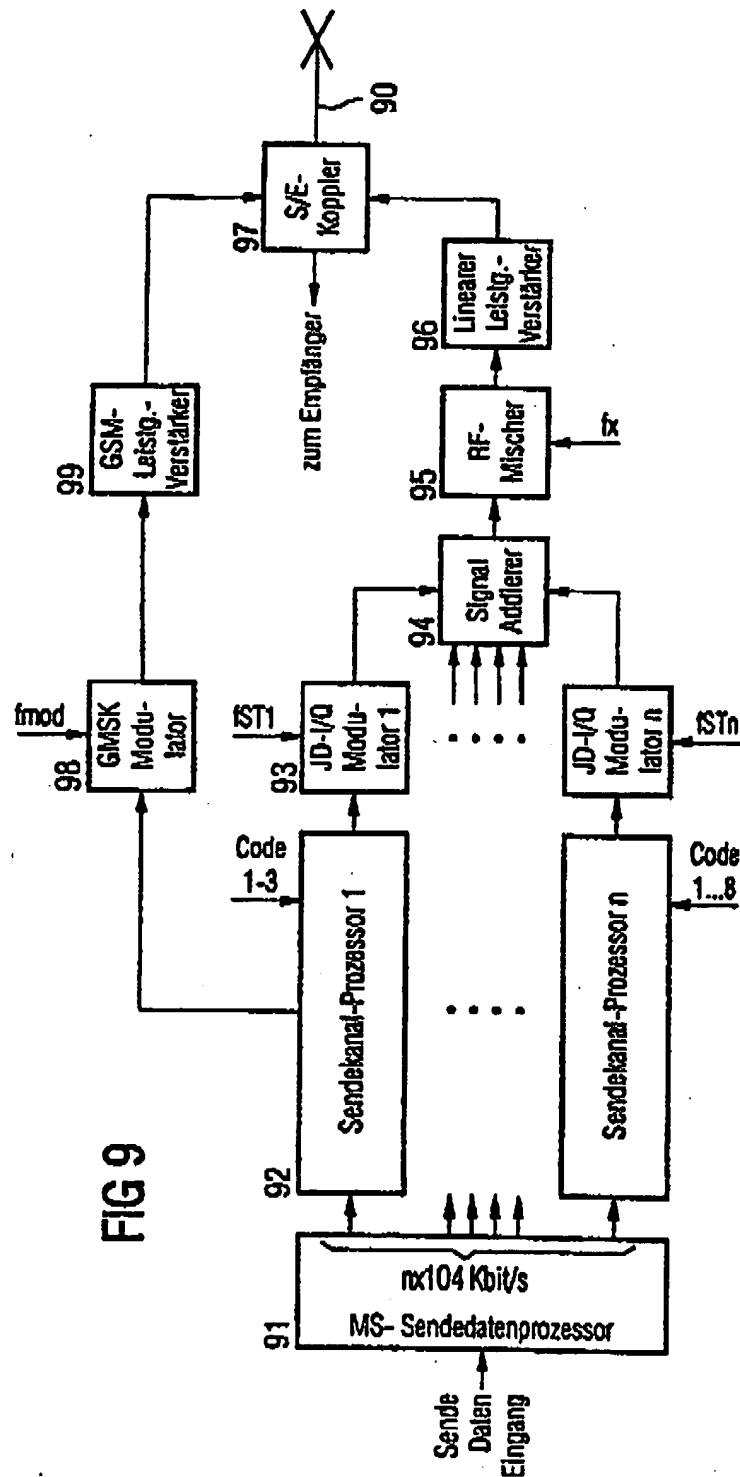 FIG 9
Sende
Daten
Eingang
91
nx104 Kbit/s
MS- Sendedatenprozessor
92
Sendekanal-Prozessor 1
Code
1-3
Sendekanal-Prozessor n
Code
1...8
fmod
98
GMSK
Modu-
lator
fST1
93
JD-I/Q
Modu-
lator 1
JD-I/Q
Modu-
lator n
fSTn
94
Signal
Addierer
99
GSM-
Leistg.-
Verstärker
95
RF-
Mischer
fx
96
Linearer
Leistg.-
Verstärker
97
S/E-
Koppler
zum Empfänger
90